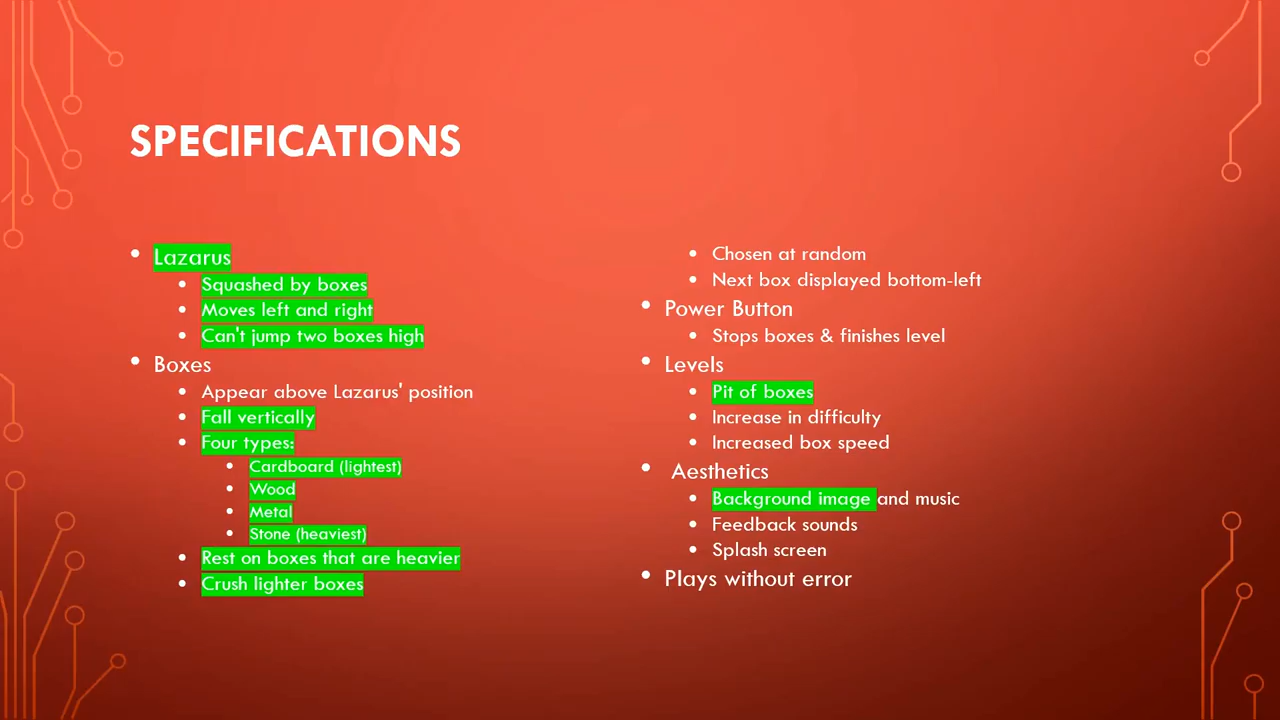 SPECIFICATIONS
Lazarus
Squashed by boxes
Moves left and right
Can't jump two boxes high
Boxes
Appear above Lazarus' position
Fall vertically
Four types:
Cardboard (lightest)
Wood
Metal
Stone (heaviest)
Rest on boxes that are heavier
Crush lighter boxes
Chosen at random
Next box displayed bottom-left
Power Button
Stops boxes & finishes level
Levels
Pit of boxes
Increase in difficulty
Increased box speed
Aesthetics
Background image and music
Feedback sounds
Splash screen
Plays without error